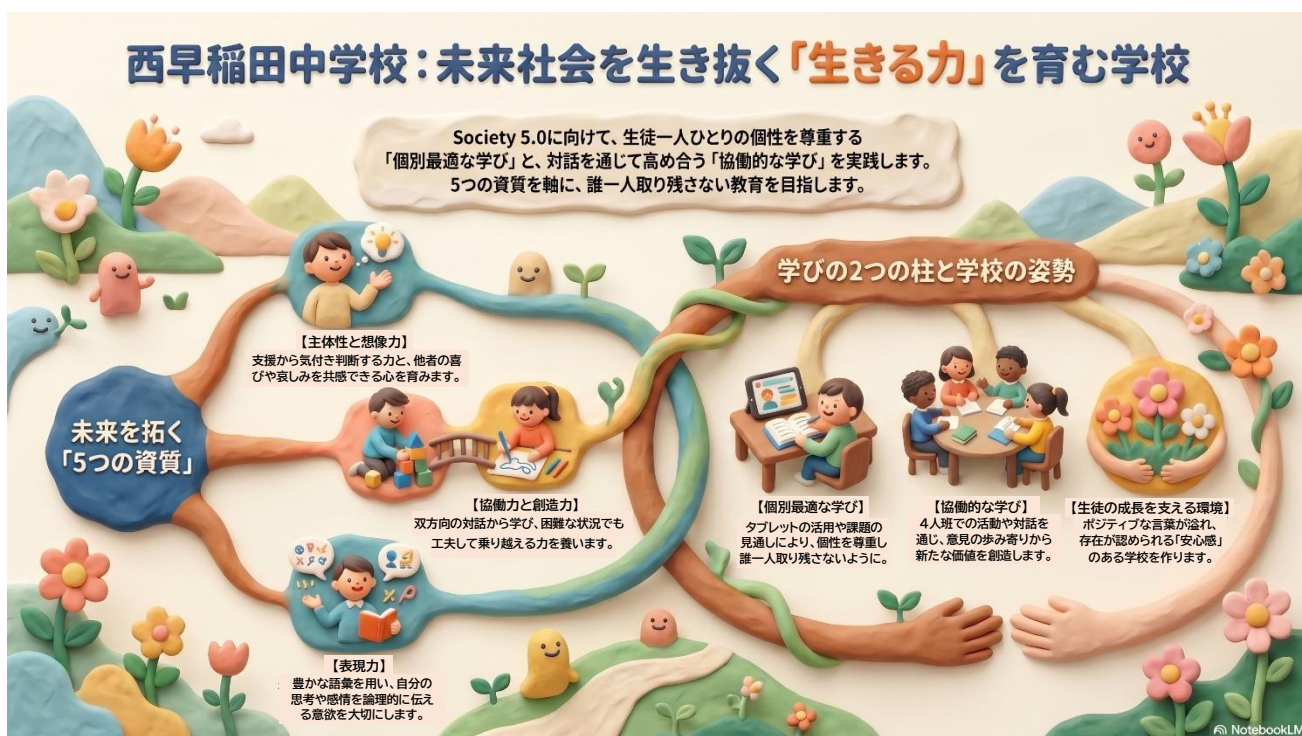 西早稲田中学校：未来社会を生き抜く「生きる力」を育む学校
Society 5.0に向けて、生徒一人ひとりの個性を尊重する
「個別最適な学び」と、対話を通じて高め合う「協働的な学び」を実践します。
5つの資質を軸に、誰一人取り残さない教育を目指します。
未来を拓く
「5つの資質」
【主体性と想像力】
支援から気付き判断する力と、他者の喜
びや哀しみを共感できる心を育みます。
【協働力と創造力】
双方向の対話から学び、困難な状況でも
工夫して乗り越える力を養います。
【表現力】
豊かな語彙を用い、自分の
思考や感情を論理的に伝え
る意欲を大切にします。
学びの2つの柱と学校の姿勢
【個別最適な学び】
タブレットの活用や課題の
見通しにより、個性を尊重し
誰一人取り残さないように。
【協働的な学び】
４人班での活動や対話を
通じ、意見の歩み寄りから
新たな価値を創造します。
【生徒の成長を支える環境】
ポジティブな言葉が溢れ、
存在が認められる「安心感」
のある学校を作ります。
NotebookLM